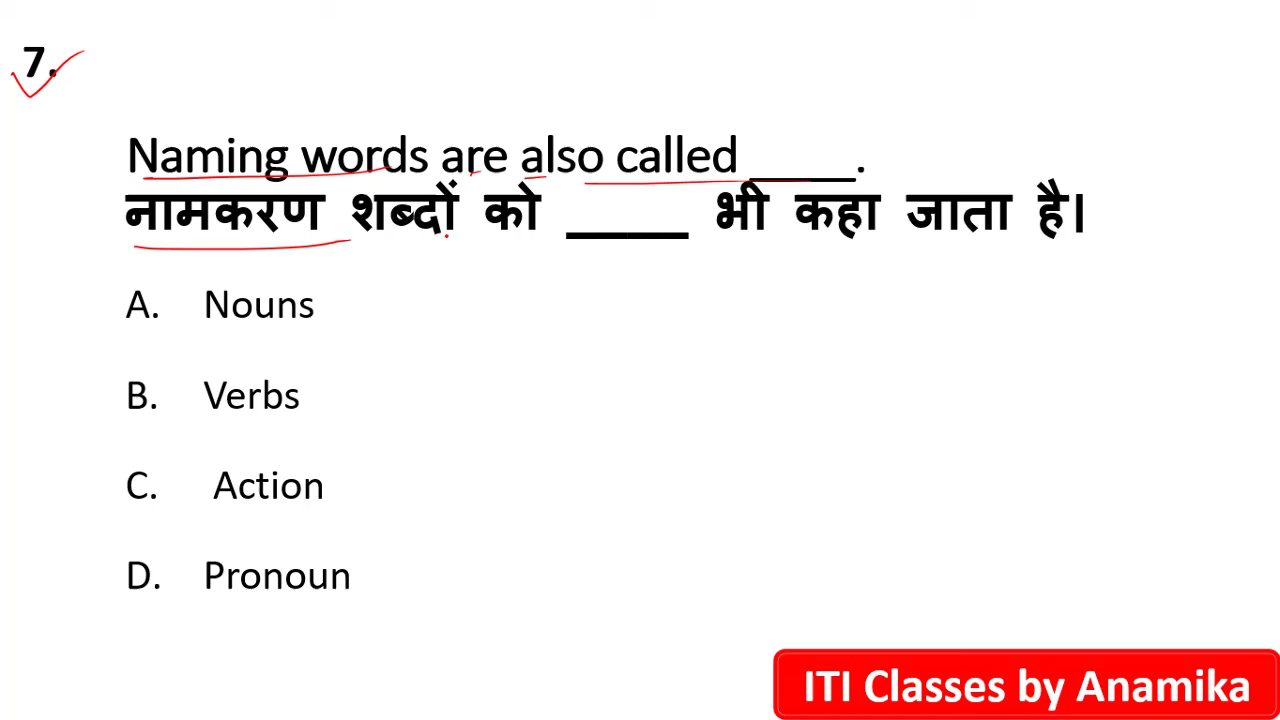 7.
Naming words are also called _____.
नामकरण शब्दों को _____ भी कहा जाता है।
A. Nouns
B. Verbs
C. Action
D. Pronoun
ITI Classes by Anamika